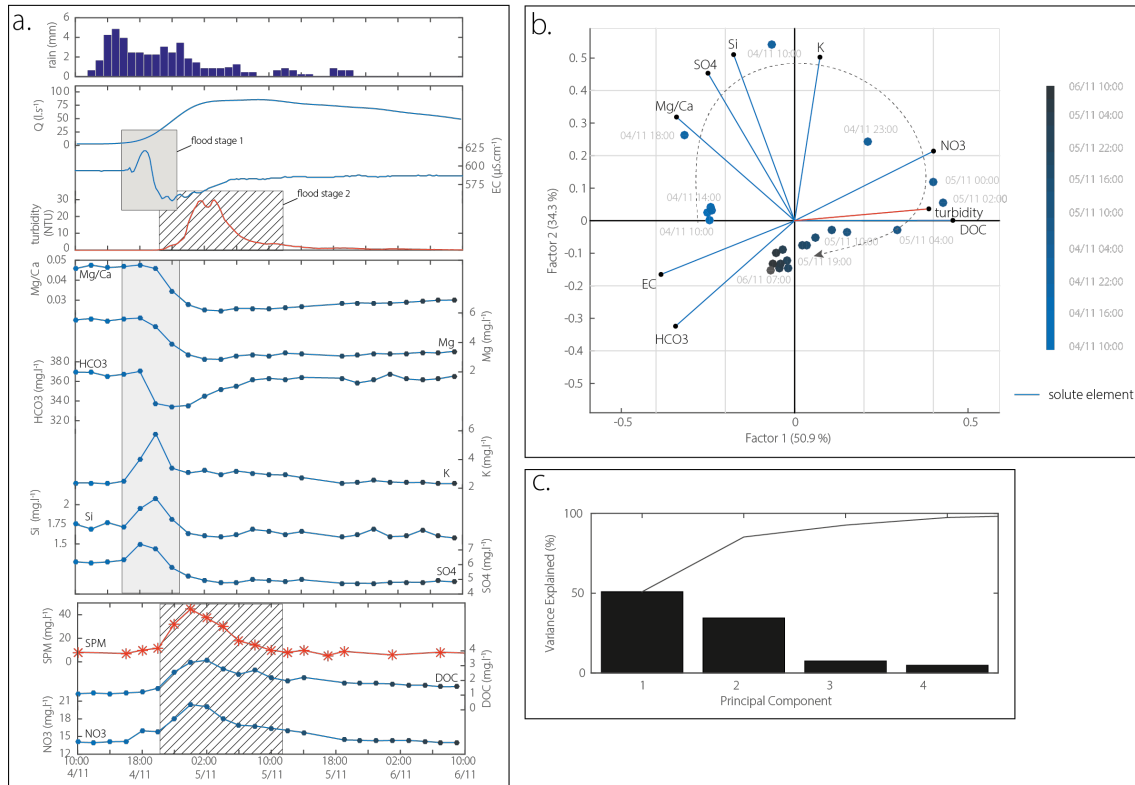 a.
rain (mm)
6
4
2
0
Q (l.s⁻¹)
100
75
50
25
0
flood stage 1
625
600
575
EC (µS.cm⁻¹)
flood stage 2
turbidity
(NTU)
30
20
10
0
Mg/Ca
0.05
0.03
Mg/Ca
6
4
2
Mg (mg.l⁻¹)
Mg
HCO3 (mg.l⁻¹)
380
360
340
320
HCO3
6
4
2
K (mg.l⁻¹)
K
Si (mg.l⁻¹)
2
1.75
1.5
Si
7
6
5
4
SO4 (mg.l⁻¹)
SO4
SPM (mg.l⁻¹)
40
20
0
SPM
4
3
2
1
0
DOC (mg.l⁻¹)
DOC
NO3 (mg.l⁻¹)
21
18
15
12
NO3
10:00 18:00 02:00 10:00 18:00 02:00 10:00
4/11 4/11 5/11 5/11 5/11 6/11 6/11
b.
Factor 2 (34.3 %)
0.5
0.4
0.3
0.2
0.1
0
-0.1
-0.2
-0.3
-0.4
-0.5
Si
04/11 10:00
K
SO4
Mg/Ca
04/11 18:00
04/11 23:00
NO3
05/11 00:00
04/11 14:00
05/11 02:00
turbidity
04/11 10:00
DOC
05/11 10:00
05/11 04:00
05/11 19:00
EC
06/11 07:00
HCO3
-0.5 0 0.5
Factor 1 (50.9 %)
06/11 10:00
05/11 04:00
05/11 22:00
05/11 16:00
05/11 10:00
04/11 04:00
04/11 22:00
04/11 16:00
04/11 10:00
solute element
c.
Variance Explained (%)
100
50
0
1 2 3 4
Principal Component